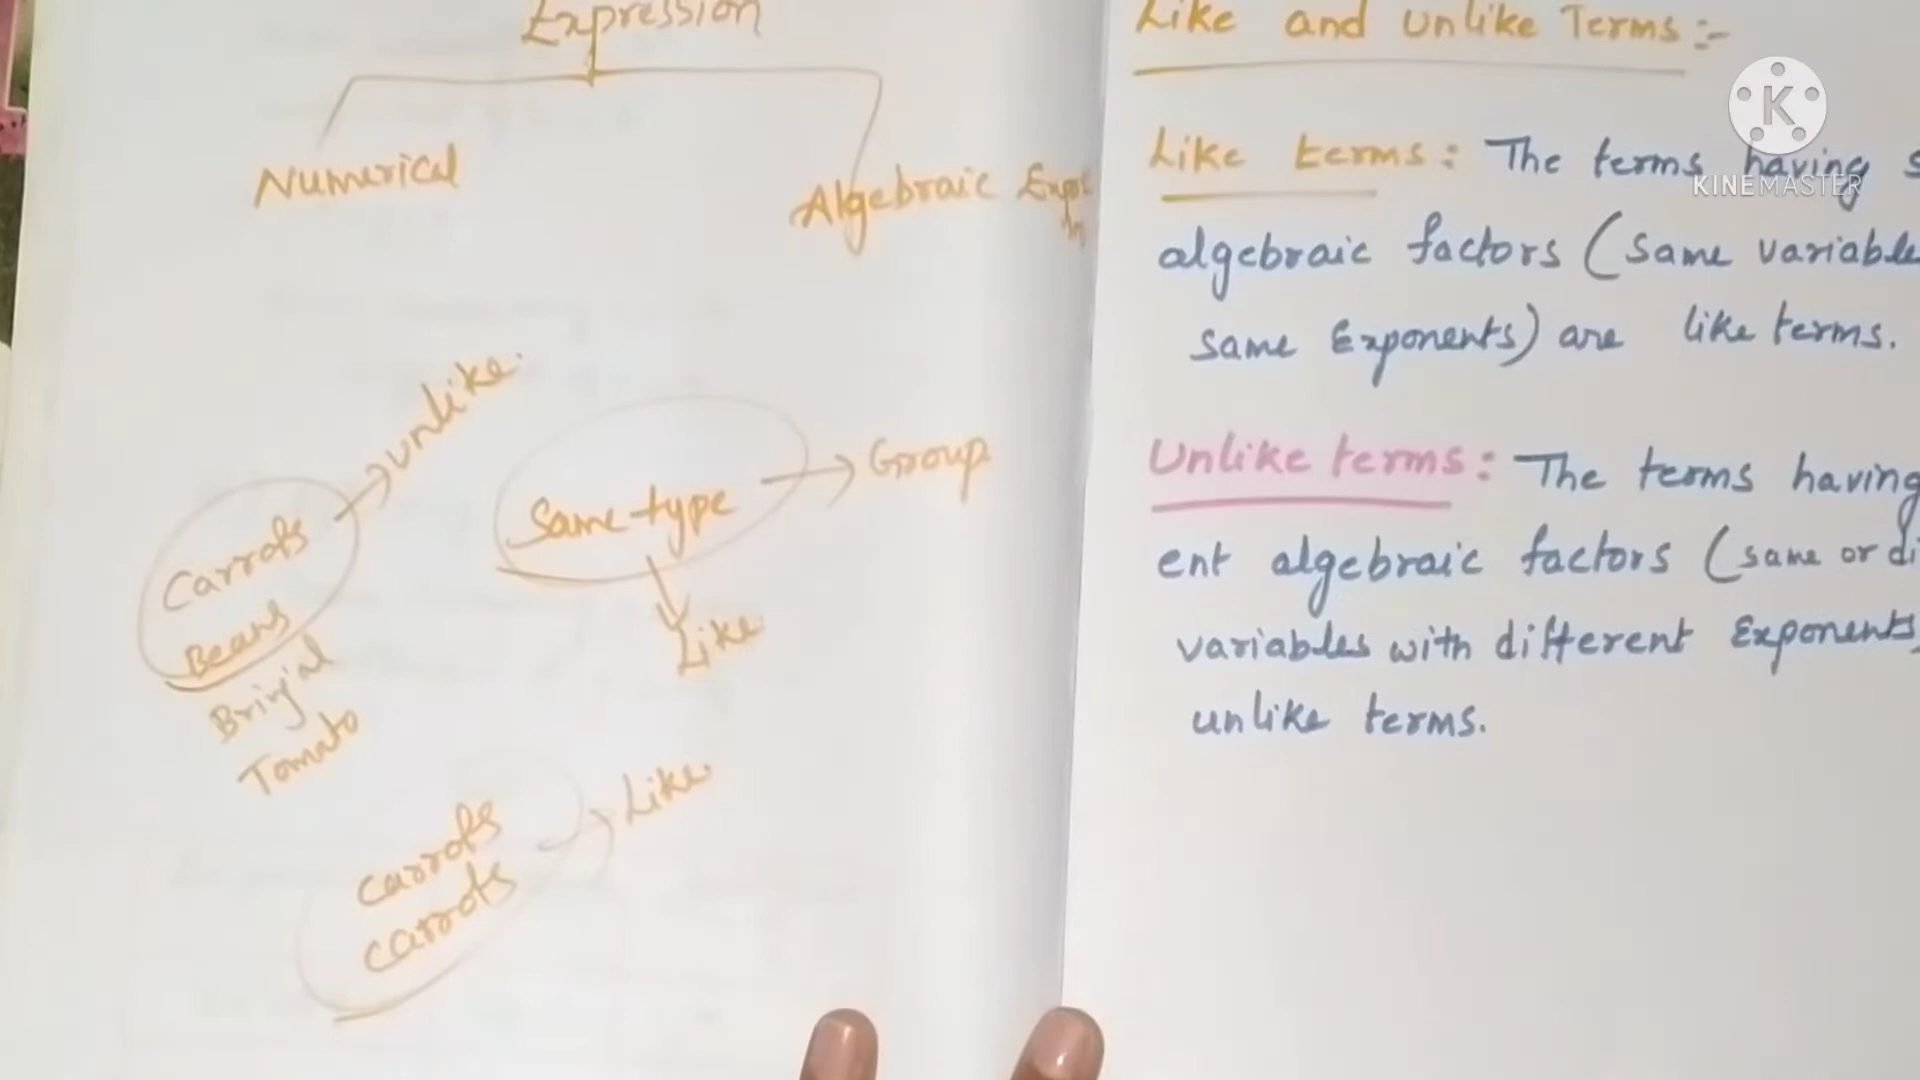 Expression
Numerical
Algebraic Exp
n
Unlike
Carrots
Beans
Brinjal
Tomato
Same type
Group
Like
Carrots
Carrots
Like
Like and Unlike Terms :-
Like terms : The terms having s
algebraic factors (same variable
same Exponents) are like terms.
Unlike terms : The terms having
ent algebraic factors (same or di
variables with different Exponents
unlike terms.
K
KINEMASTER